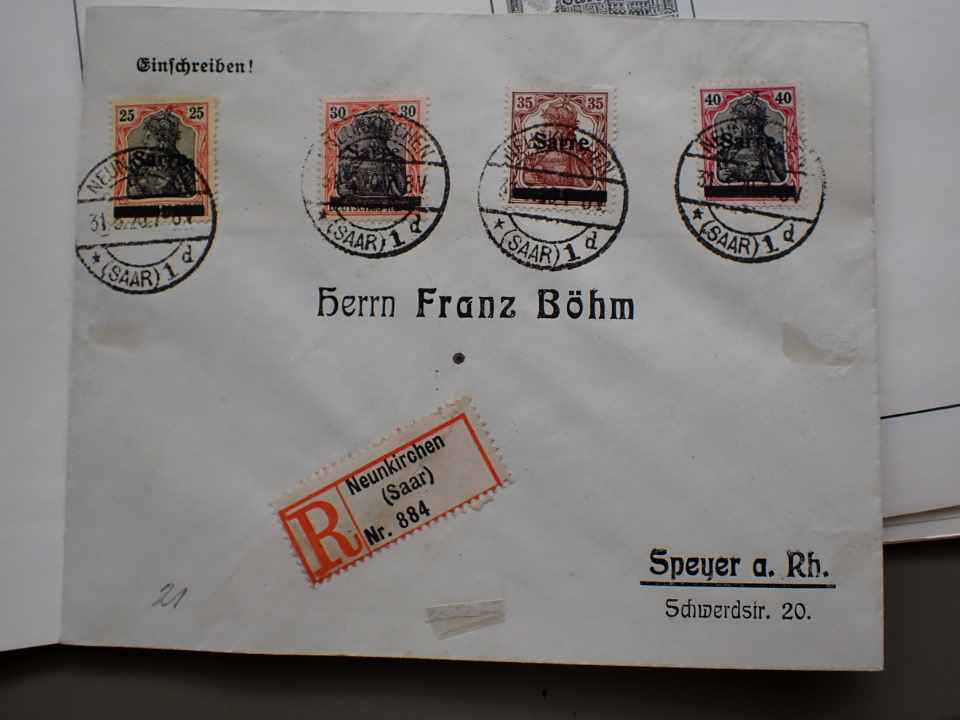 Einschreiben!
25 25
Sarre
30 30
35 35
Sarre
40 40
Sarre
(SAAR) 1 d
(SAAR) 1 d
(SAAR) 1 d
(SAAR) 1 d
Herrn Franz Böhm
R
Neunkirchen
(Saar)
Nr. 884
Speyer a. Rh.
Schwerdstr. 20.
21